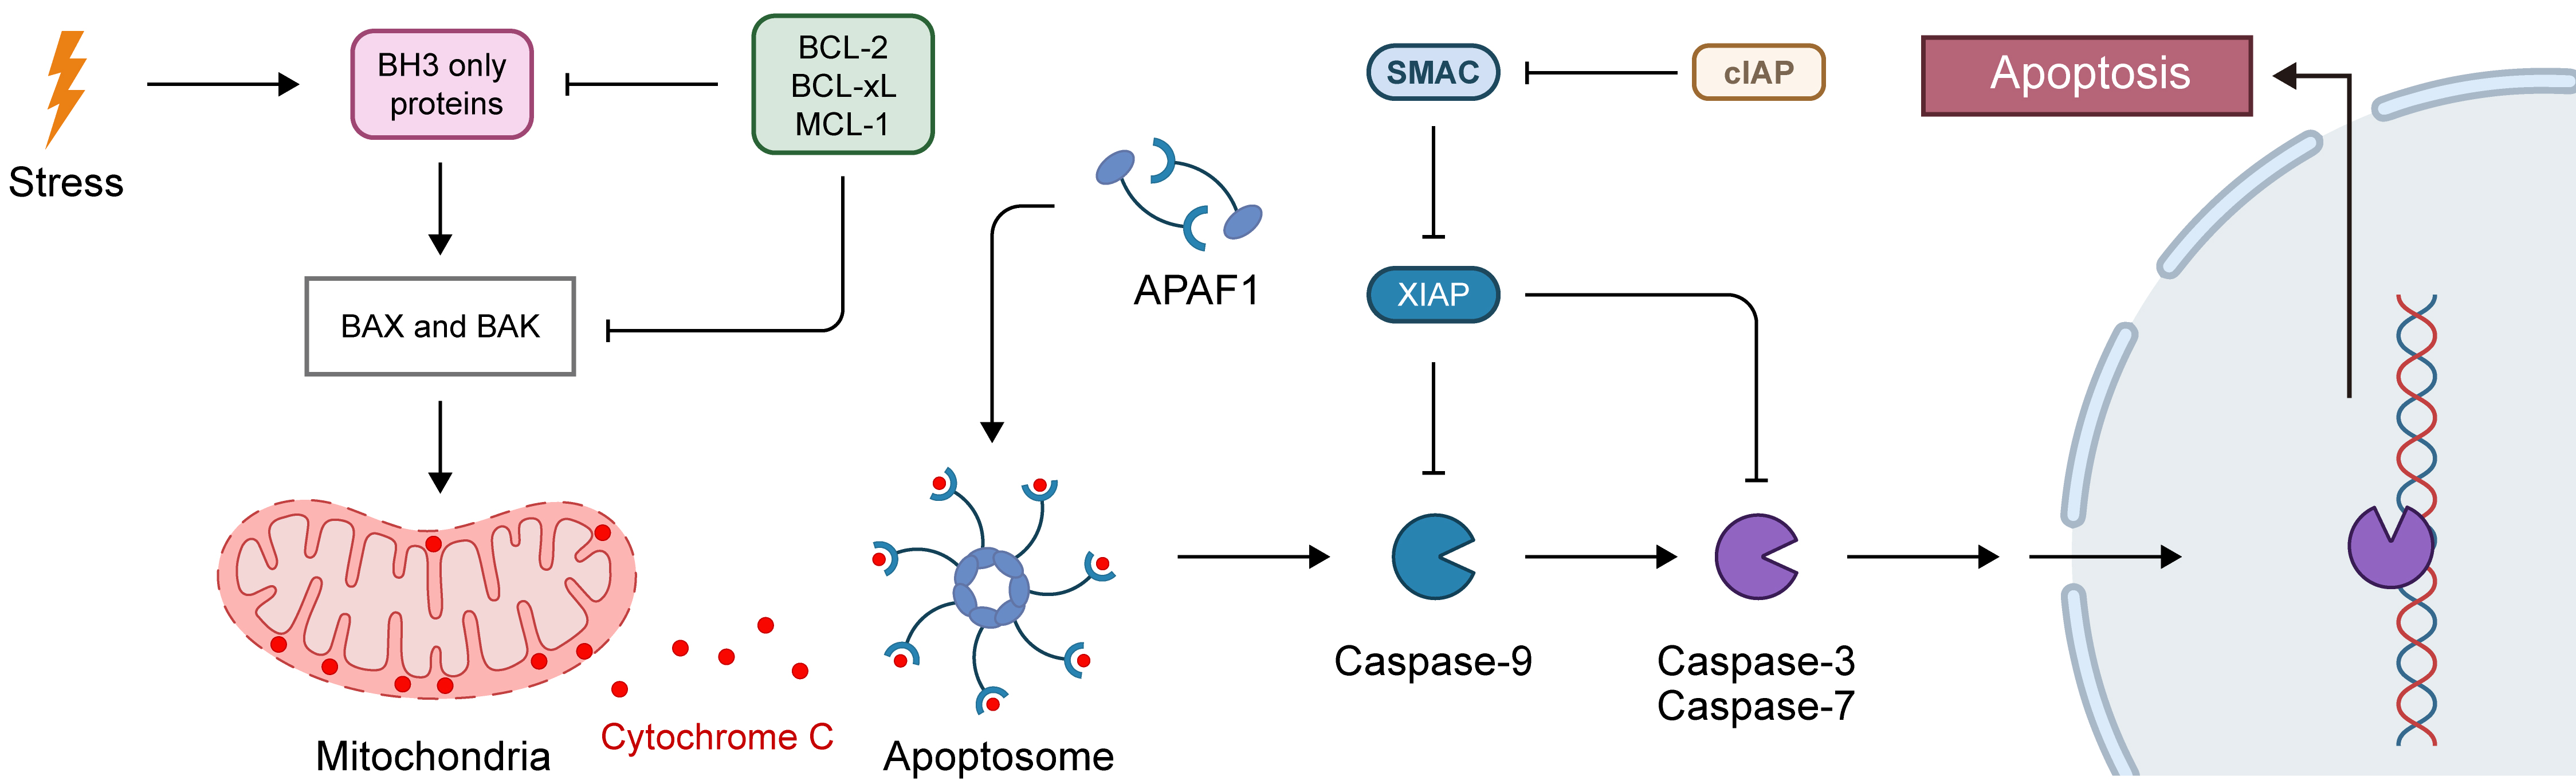 Stress
BH3 only
proteins
BCL-2
BCL-xL
MCL-1
BAX and BAK
Mitochondria
Cytochrome C
APAF1
Apoptosome
SMAC
cIAP
XIAP
Caspase-9
Caspase-3
Caspase-7
Apoptosis